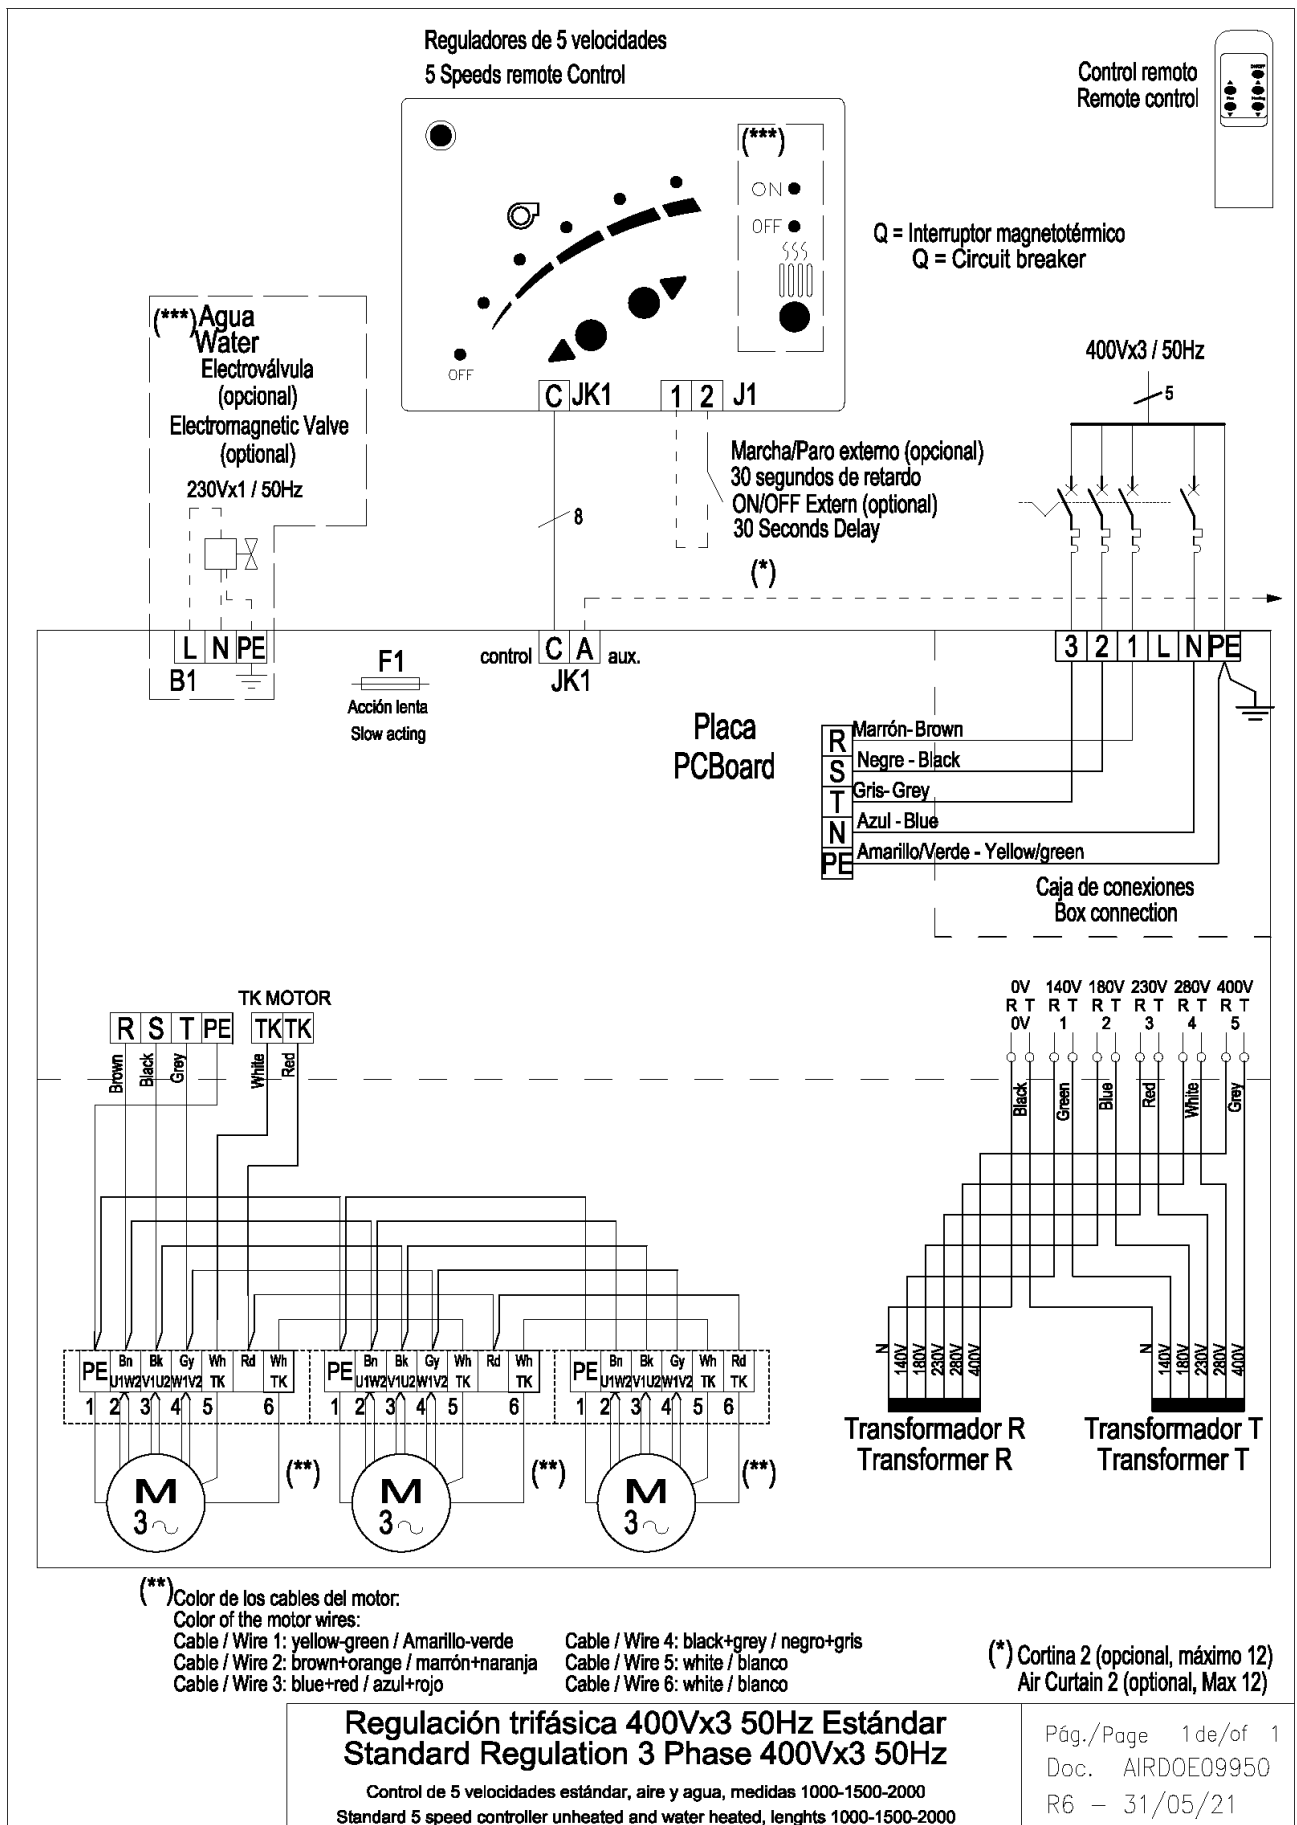 Reguladores de 5 velocidades
5 Speeds remote Control
Control remoto
Remote control
ON/OFF
(***)
ON
OFF
OFF
C JK1
1 2 J1
Q = Interruptor magnetotérmico
Q = Circuit breaker
400Vx3 / 50Hz
5
(***) Agua
Water
Electroválvula
(opcional)
Electromagnetic Valve
(optional)
230Vx1 / 50Hz
8
Marcha/Paro externo (opcional)
30 segundos de retardo
ON/OFF Extern (optional)
30 Seconds Delay
(*)
L N PE
B1
F1
Acción lenta
Slow acting
control C A aux.
JK1
3 2 1 L N PE
Placa
PCBoard
R Marrón-Brown
S Negre - Black
T Gris-Grey
N Azul - Blue
PE Amarillo/Verde - Yellow/green
Caja de conexiones
Box connection
TK MOTOR
R S T PE TK TK
Brown Black Grey White Red
0V 140V 180V 230V 280V 400V
R T R T R T R T R T R T
0V 1 2 3 4 5
Black Green Blue Red White Grey
PE Bn Bk Gy Wh Rd Wh PE Bn Bk Gy Wh Rd Wh PE Bn Bk Gy Wh Rd
U1W2 V1U2 W1V2 TK TK U1W2 V1U2 W1V2 TK TK U1W2 V1U2 W1V2 TK TK
1 2 3 4 5 6 1 2 3 4 5 6 1 2 3 4 5 6
M
3
(**)
M
3
(**)
M
3
(**)
N 140V 180V 230V 280V 400V
Transformador R
Transformer R
N 140V 180V 230V 280V 400V
Transformador T
Transformer T
(**) Color de los cables del motor:
Color of the motor wires:
Cable / Wire 1: yellow-green / Amarillo-verde
Cable / Wire 2: brown+orange / marrón+naranja
Cable / Wire 3: blue+red / azul+rojo
Cable / Wire 4: black+grey / negro+gris
Cable / Wire 5: white / blanco
Cable / Wire 6: white / blanco
(*) Cortina 2 (opcional, máximo 12)
Air Curtain 2 (optional, Max 12)
Regulación trifásica 400Vx3 50Hz Estándar
Standard Regulation 3 Phase 400Vx3 50Hz
Control de 5 velocidades estándar, aire y agua, medidas 1000-1500-2000
Standard 5 speed controller unheated and water heated, lenghts 1000-1500-2000
Pág./Page 1 de/of 1
Doc. AIRDOE09950
R6 - 31/05/21